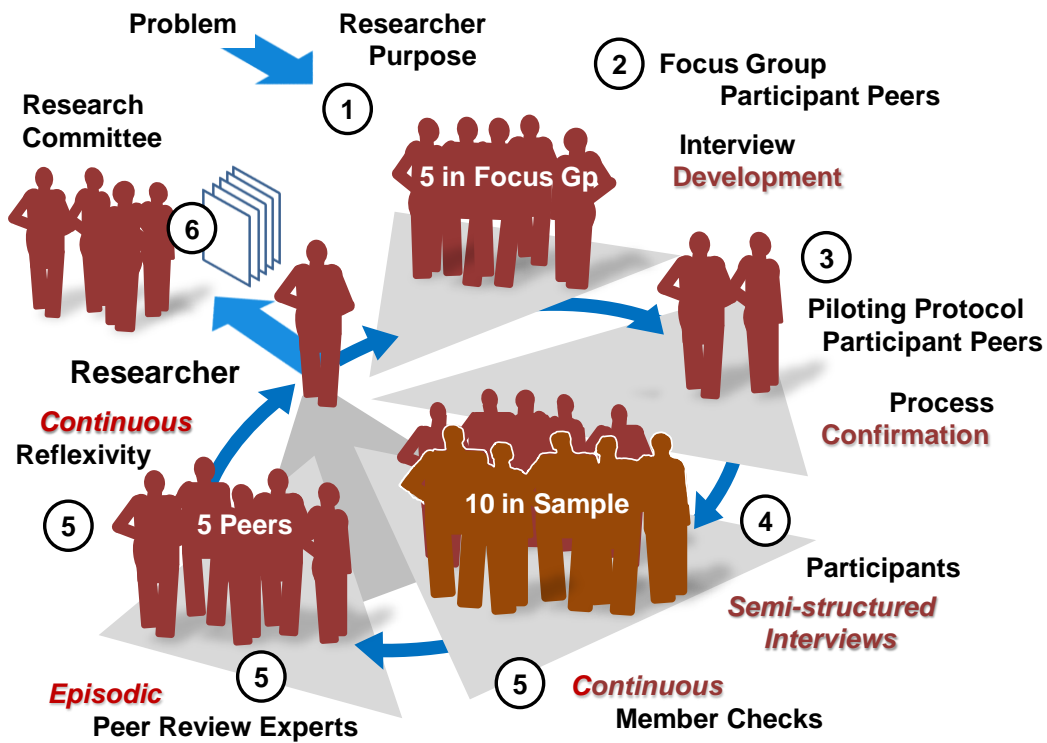 Problem
Researcher
Purpose
1
2
Focus Group
Participant Peers
Interview
Development
5 in Focus Gp
Research
Committee
6
3
Piloting Protocol
Participant Peers
Process
Confirmation
Researcher
Continuous
Reflexivity
5
5 Peers
10 in Sample
4
Participants
Semi-structured
Interviews
5
Episodic
Peer Review Experts
5
Continuous
Member Checks